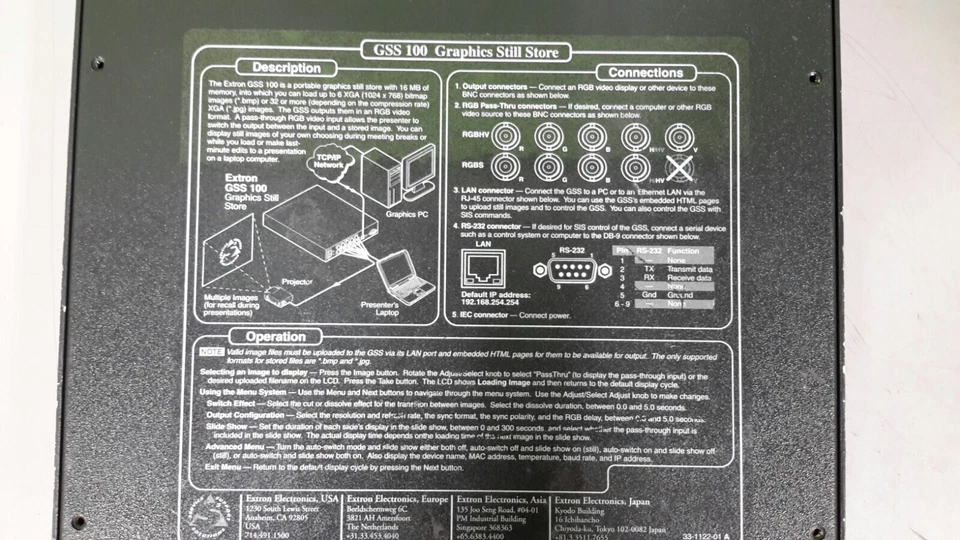 GSS 100 Graphics Still Store
Description
The Extron GSS 100 is a portable graphics still store with 16 MB of
memory, into which you can load up to 6 XGA (1024 x 768) bitmap
images (*.bmp) or 32 or more (depending on the compression rate)
XGA (*.jpg) images. The GSS outputs them in an RGB video
format. A pass-through RGB video input allows the presenter to
switch the output between the input and a stored image. You can
display still images of your own choosing during meeting breaks or
while you load or make last-
minute edits to a presentation
on a laptop computer.
TCP/IP
Network
Extron
GSS 100
Graphics Still
Store
Graphics PC
Projector
Multiple Images
(for recall during
presentations)
Presenter's
Laptop
Connections
1. Output connectors — Connect an RGB video display or other device to these
BNC connectors as shown below.
2. RGB Pass-Thru connectors — If desired, connect a computer or other RGB
video source to these BNC connectors as shown below.
RGBHV R G B H/HV V
RGBS R G B H/HV V
3. LAN connector — Connect the GSS to a PC or to an Ethernet LAN via the
RJ-45 connector shown below. You can use the GSS's embedded HTML pages
to upload still images and to control the GSS. You can also control the GSS with
SIS commands.
4. RS-232 connector — If desired for SIS control of the GSS, connect a serial device
such as a control system or computer to the DB-9 connector shown below.
LAN
RS-232
5 1
9 6
Pin RS-232 Function
1 — None
2 TX Transmit data
3 RX Receive data
4 — None
5 Gnd Ground
6 - 9 — None
Default IP address:
192.168.254.254
5. IEC connector — Connect power.
Operation
NOTE Valid image files must be uploaded to the GSS via its LAN port and embedded HTML pages for them to be available for output. The only supported
formats for stored files are *.bmp and *.jpg.
Selecting an image to display — Press the Image button. Rotate the Adjust/Select knob to select "PassThru" (to display the pass-through input) or the
desired uploaded filename on the LCD. Press the Take button. The LCD shows Loading Image and then returns to the default display cycle.
Using the Menu System — Use the Menu and Next buttons to navigate through the menu system. Use the Adjust/Select Adjust knob to make changes.
Switch Effect — Select the cut or dissolve effect for the transition between images. Select the dissolve duration, between 0.0 and 5.0 seconds.
Output Configuration — Select the resolution and refresh rate, the sync format, the sync polarity, and the RGB delay, between 0.0 and 5.0 seconds.
Slide Show — Set the duration of each side's display in the slide show, between 0 and 300 seconds, and select whether the pass-through input is
included in the slide show. The actual display time depends on the loading time of the next image in the slide show.
Advanced Menu — Turn the auto-switch mode and slide show either both off, auto-switch off and slide show on (still), auto-switch on and slide show off
(still), or auto-switch and slide show both on. Also display the device name, MAC address, temperature, baud rate, and IP address.
Exit Menu — Return to the default display cycle by pressing the Next button.
Extron Electronics, USA
1230 South Lewis Street
Anaheim, CA 92805
USA
714.491.1500
Extron Electronics, Europe
Beeldschermweg 6C
3821 AH Amersfoort
The Netherlands
+31.33.453.4040
Extron Electronics, Asia
135 Joo Seng Road, #04-01
PM Industrial Building
Singapore 368363
+65.6383.4400
Extron Electronics, Japan
Kyodo Building
16 Ichibancho
Chiyoda-ku, Tokyo 102-0082 Japan
+81.3.3511.7655
33-1122-01 A